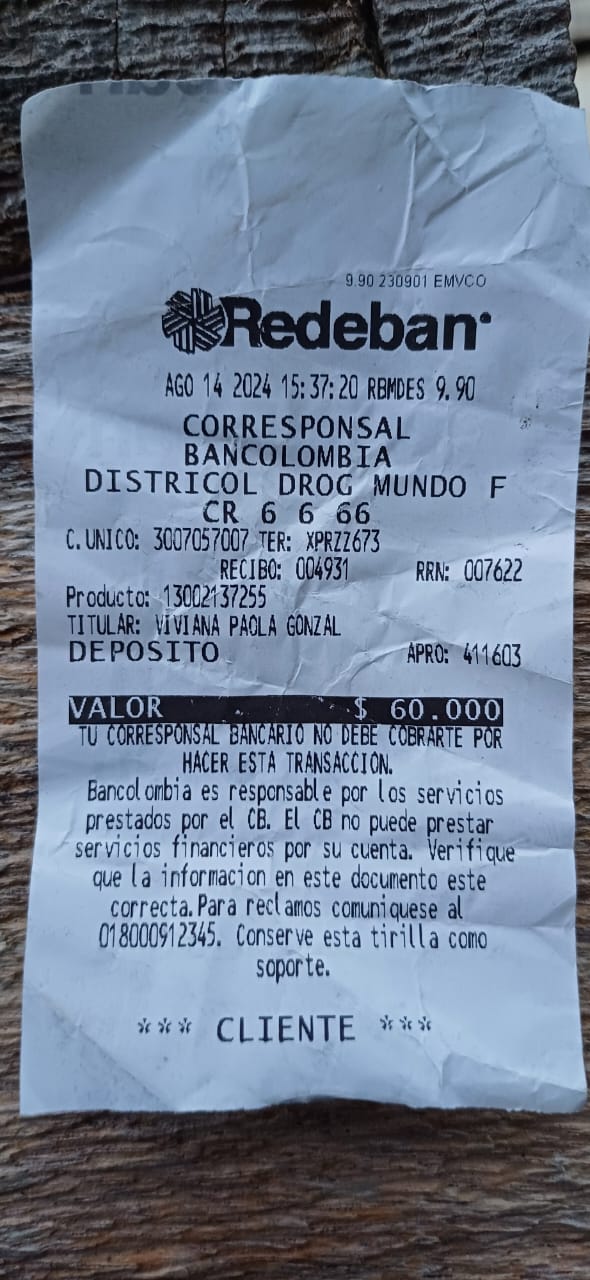 9.90 230901 EMVCO
Redeban
AGO 14 2024 15:37:20 RBMDES 9.90
CORRESPONSAL
BANCOLOMBIA
DISTRICOL DROG MUNDO F
CR 6 6 66
C.UNICO: 3007057007 TER: XPRZZ673
RECIBO: 004931 RRN: 007622
Producto: 13002137255
TITULAR: VIVIANA PAOLA GONZAL
DEPOSITO APRO: 411603
VALOR $ 60.000
TU CORRESPONSAL BANCARIO NO DEBE COBRARTE POR
HACER ESTA TRANSACCION.
Bancolombia es responsable por los servicios
prestados por el CB. El CB no puede prestar
servicios financieros por su cuenta. Verifique
que la informacion en este documento este
correcta.Para reclamos comuniquese al
018000912345. Conserve esta tirilla como
soporte.
*** CLIENTE ***